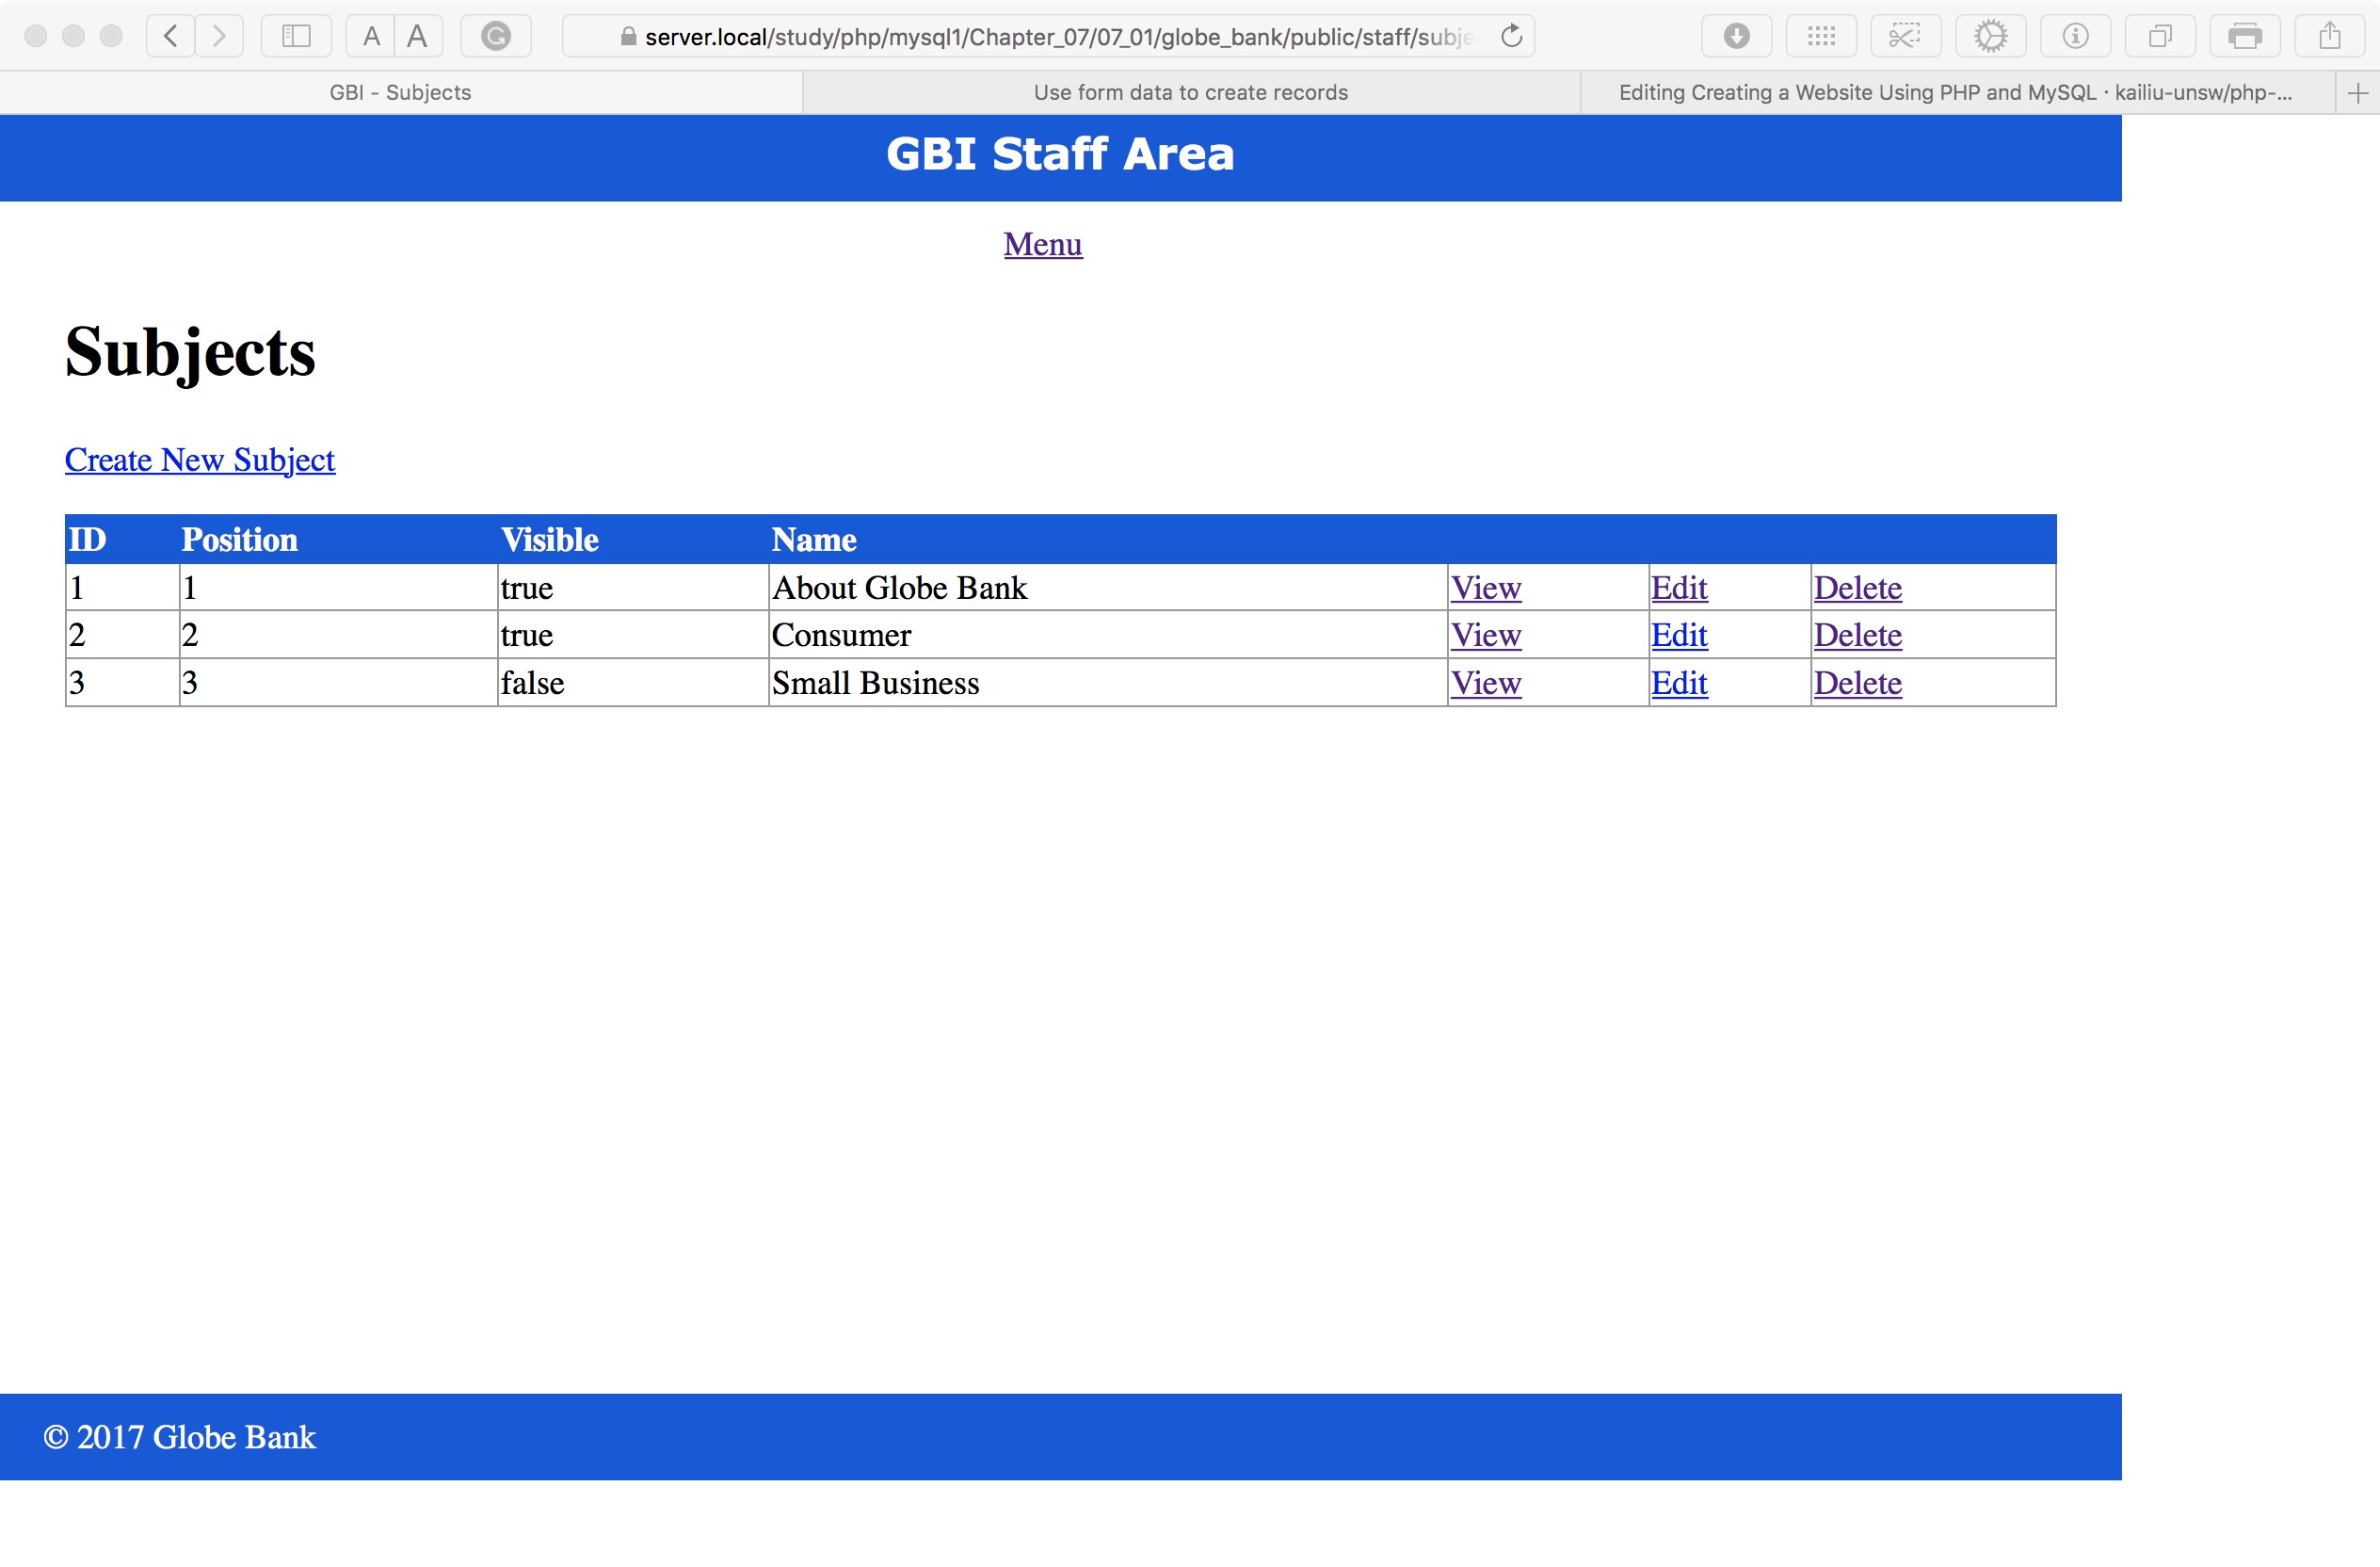 A A
server.local/study/php/mysql1/Chapter_07/07_01/globe_bank/public/staff/subje
GBI - Subjects Use form data to create records Editing Creating a Website Using PHP and MySQL · kailiu-unsw/php-...
GBI Staff Area
Menu
Subjects
Create New Subject
ID Position Visible Name
1 1 true About Globe Bank View Edit Delete
2 2 true Consumer View Edit Delete
3 3 false Small Business View Edit Delete
© 2017 Globe Bank